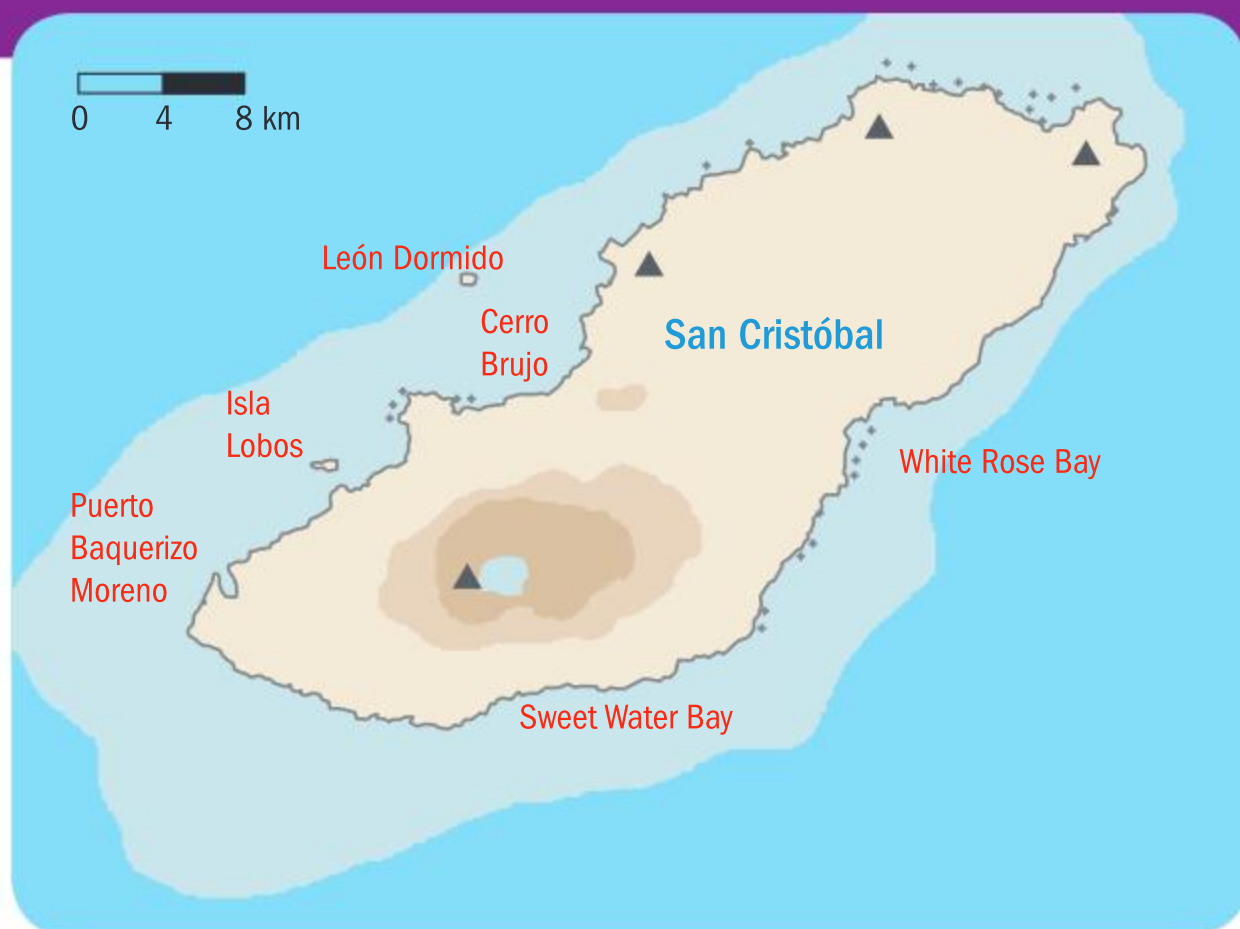 0 4 8 km
León Dormido
Cerro
Brujo
San Cristóbal
Isla
Lobos
White Rose Bay
Puerto
Baquerizo
Moreno
Sweet Water Bay